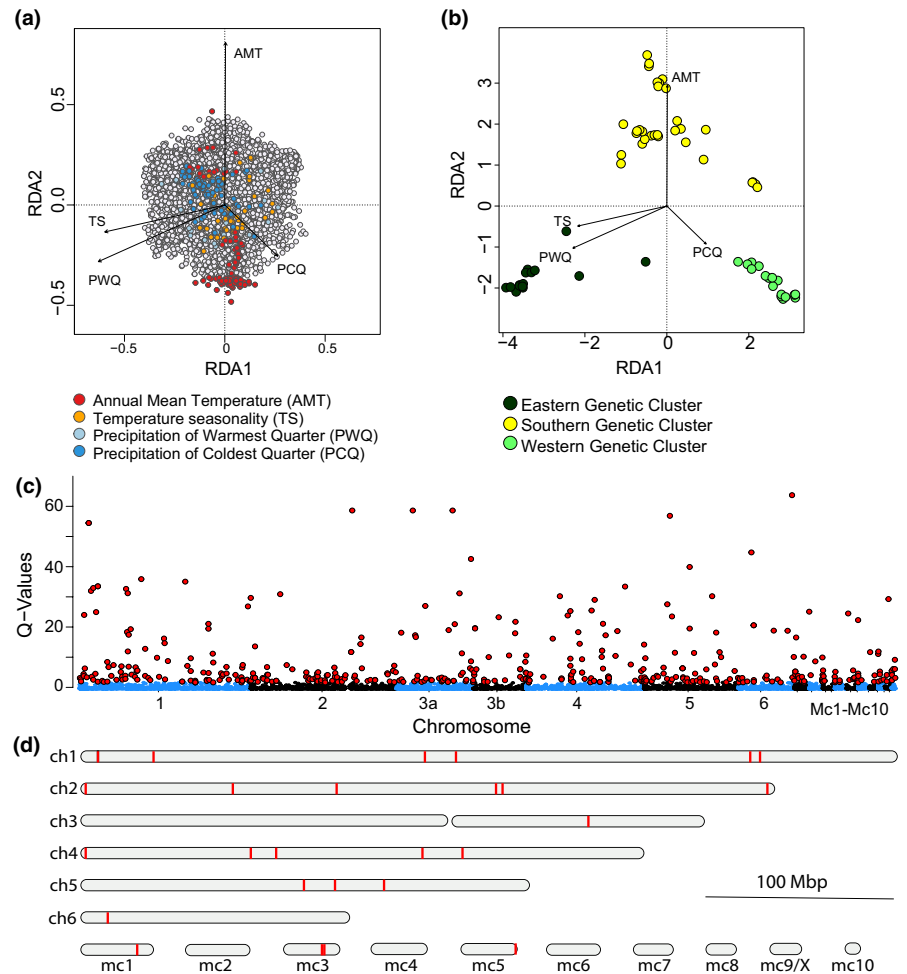 (a)
AMT
TS
PWQ
PCQ
RDA2
0.5
0.0
−0.5
−0.5
0.0
0.5
RDA1
Annual Mean Temperature (AMT)
Temperature seasonality (TS)
Precipitation of Warmest Quarter (PWQ)
Precipitation of Coldest Quarter (PCQ)
(b)
AMT
TS
PWQ
PCQ
RDA2
3
2
1
0
−1
−2
−4
−2
0
2
RDA1
Eastern Genetic Cluster
Southern Genetic Cluster
Western Genetic Cluster
(c)
Q-Values
60
40
20
0
1
2
3a
3b
4
5
6
Mc1-Mc10
Chromosome
(d)
ch1
ch2
ch3
ch4
ch5
ch6
100 Mbp
mc1
mc2
mc3
mc4
mc5
mc6
mc7
mc8
mc9/X
mc10